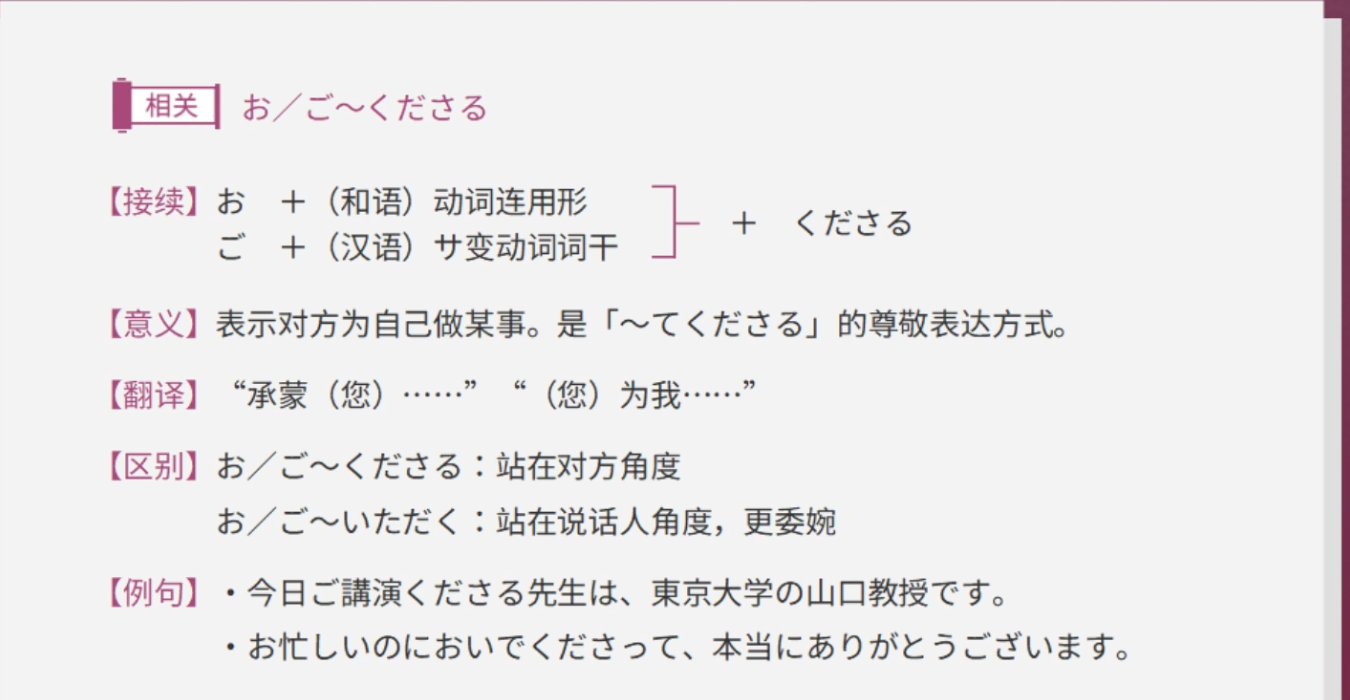 相关 お／ご～くださる
【接续】お ＋（和语）动词连用形
ご ＋（汉语）サ变动词词干
＋ くださる
【意义】表示对方为自己做某事。是「～てくださる」的尊敬表达方式。
【翻译】“承蒙（您）……” “（您）为我……”
【区别】お／ご～くださる：站在对方角度
お／ご～いただく：站在说话人角度，更委婉
【例句】・今日ご講演くださる先生は、東京大学の山口教授です。
・お忙しいのにおいでくださって、本当にありがとうございます。